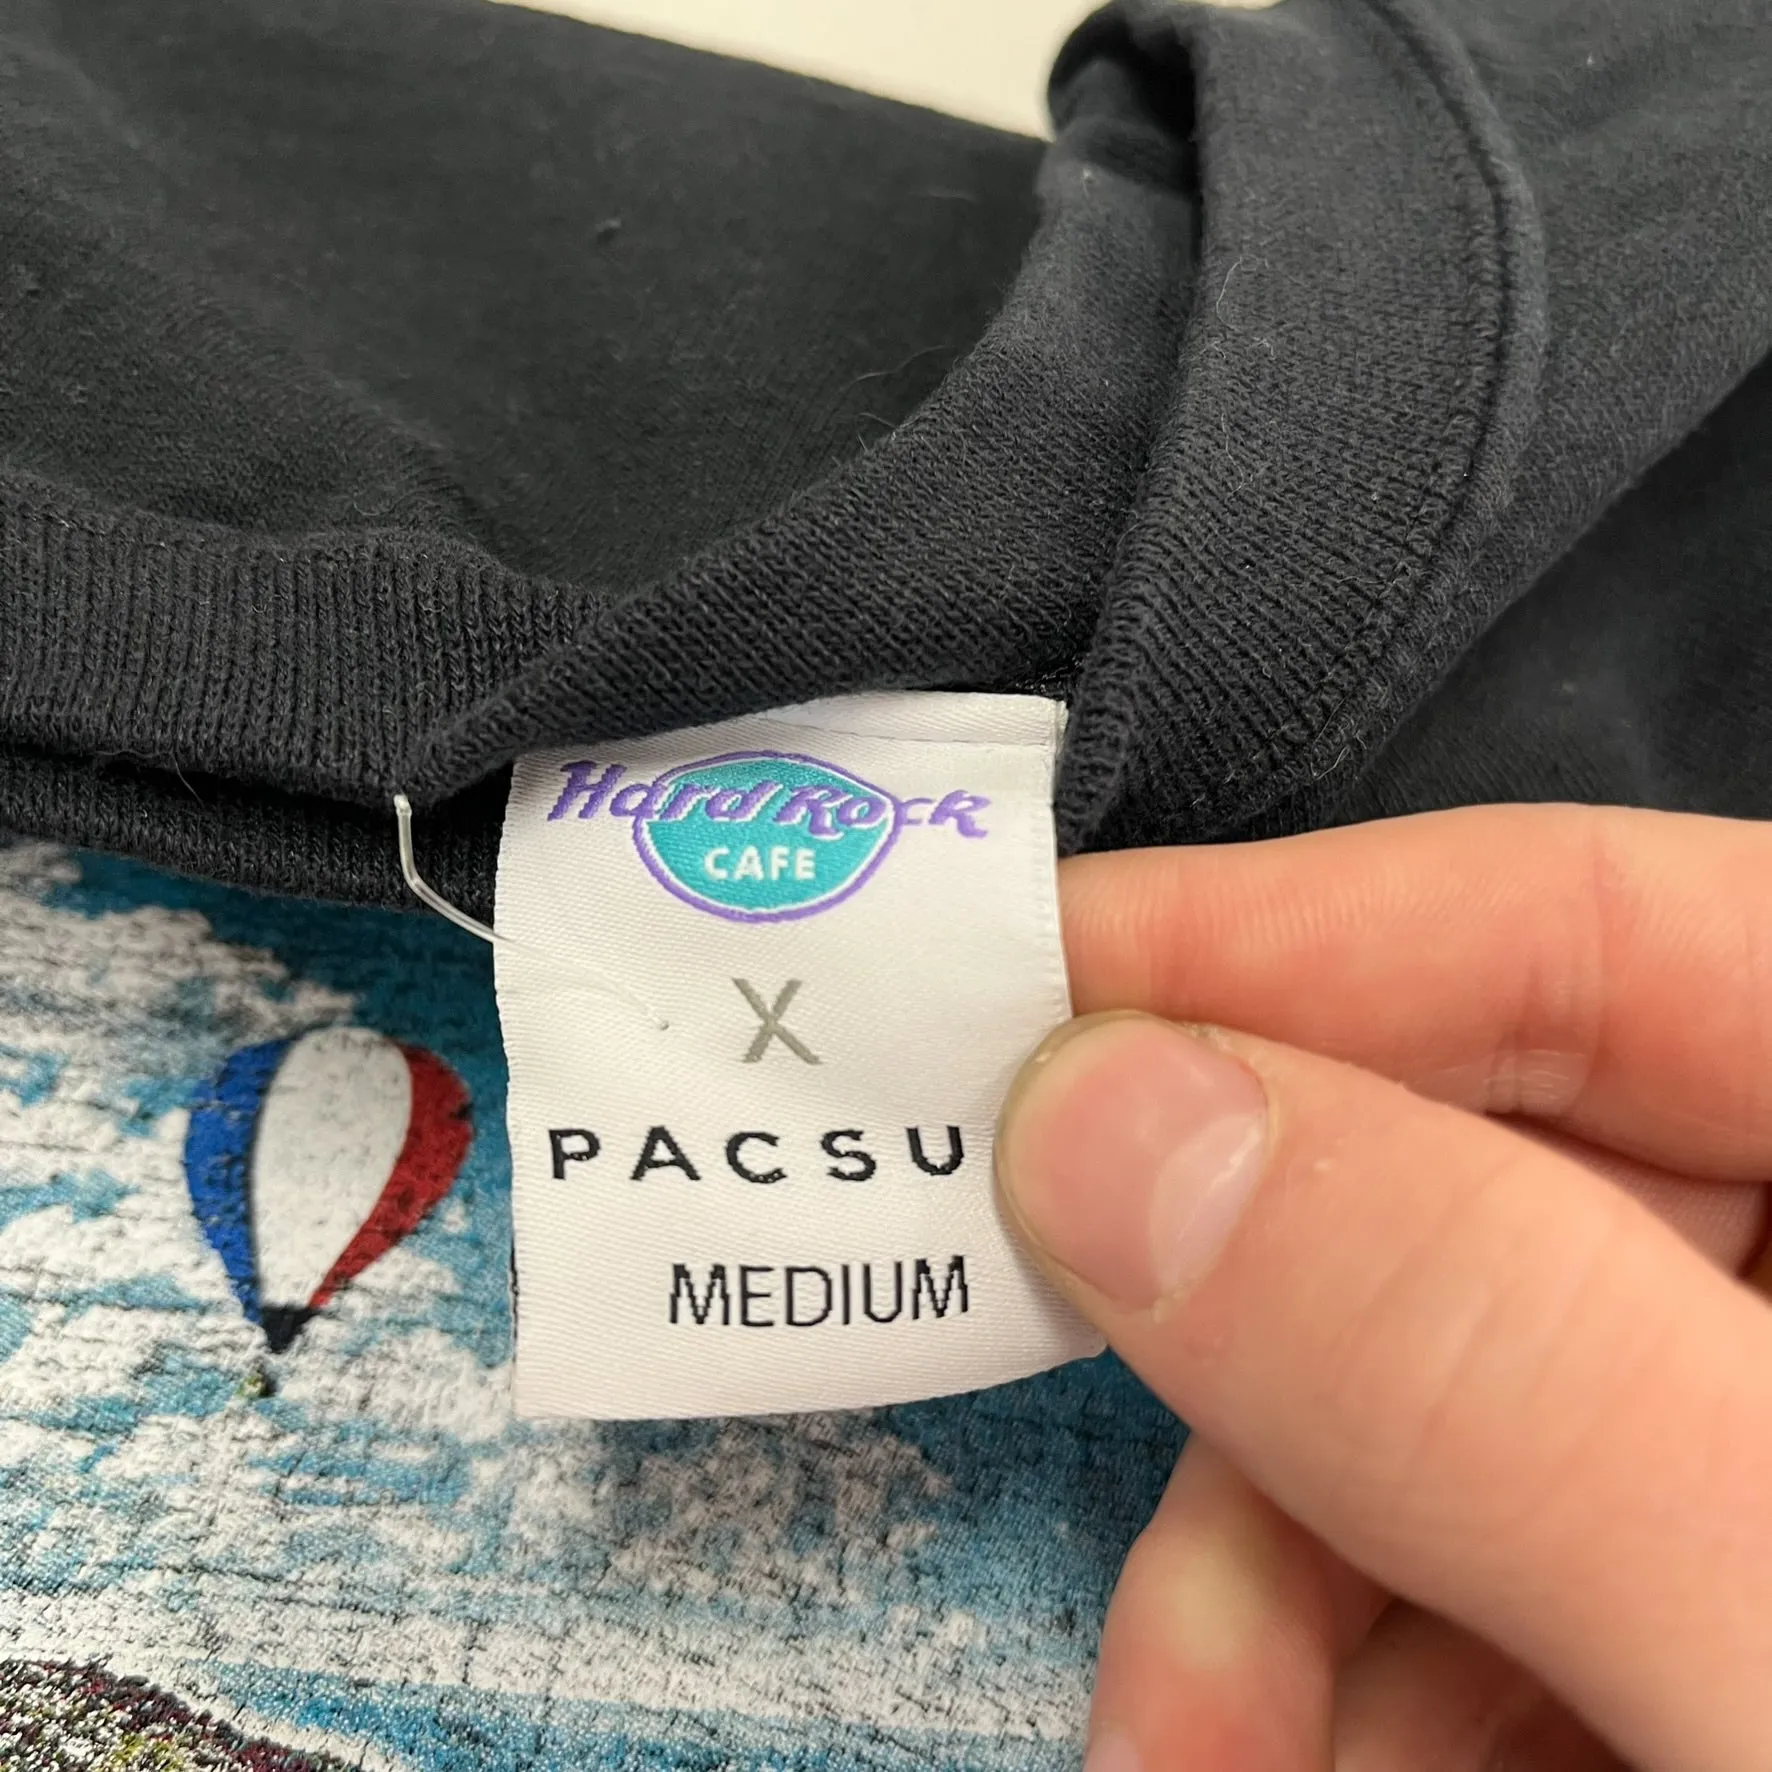 Hard Rock
CAFE
X
PACSU
MEDIUM